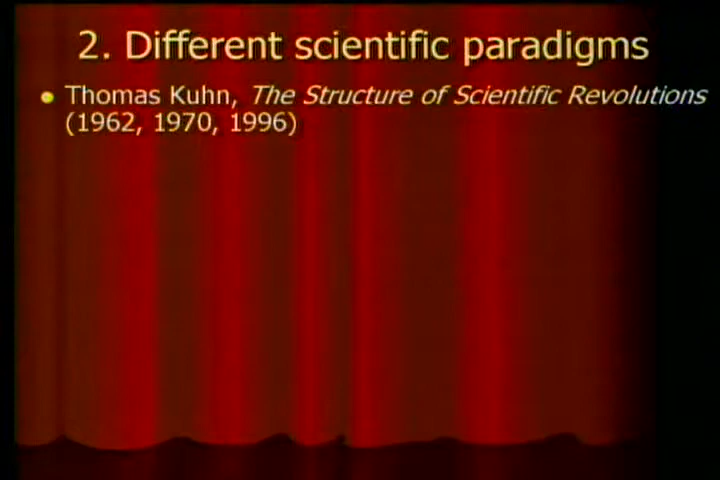 2. Different scientific paradigms
Thomas Kuhn, The Structure of Scientific Revolutions
(1962, 1970, 1996)